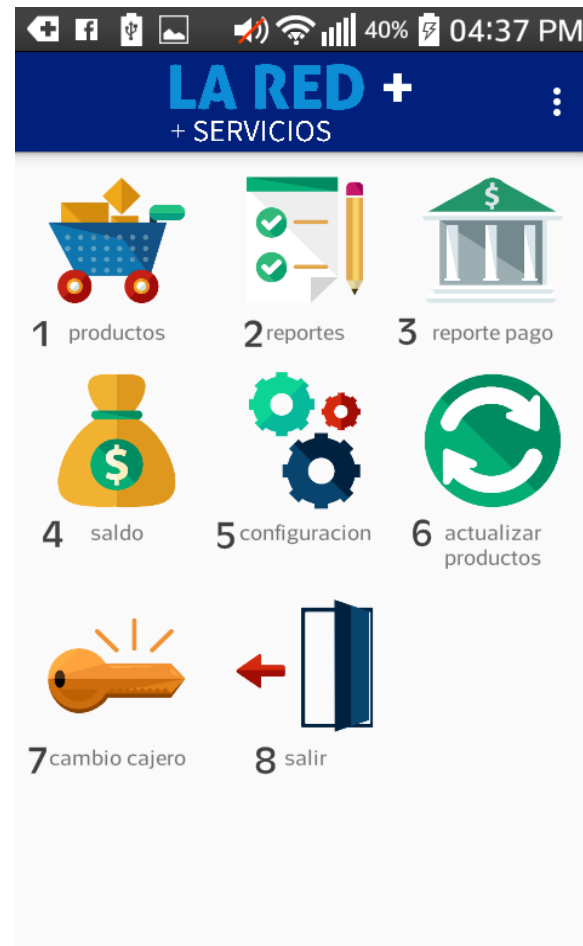 40% 04:37 PM
LA RED +
+ SERVICIOS
$
1 productos
2 reportes
3 reporte pago
$
4 saldo
5 configuracion
6 actualizar
productos
7 cambio cajero
8 salir